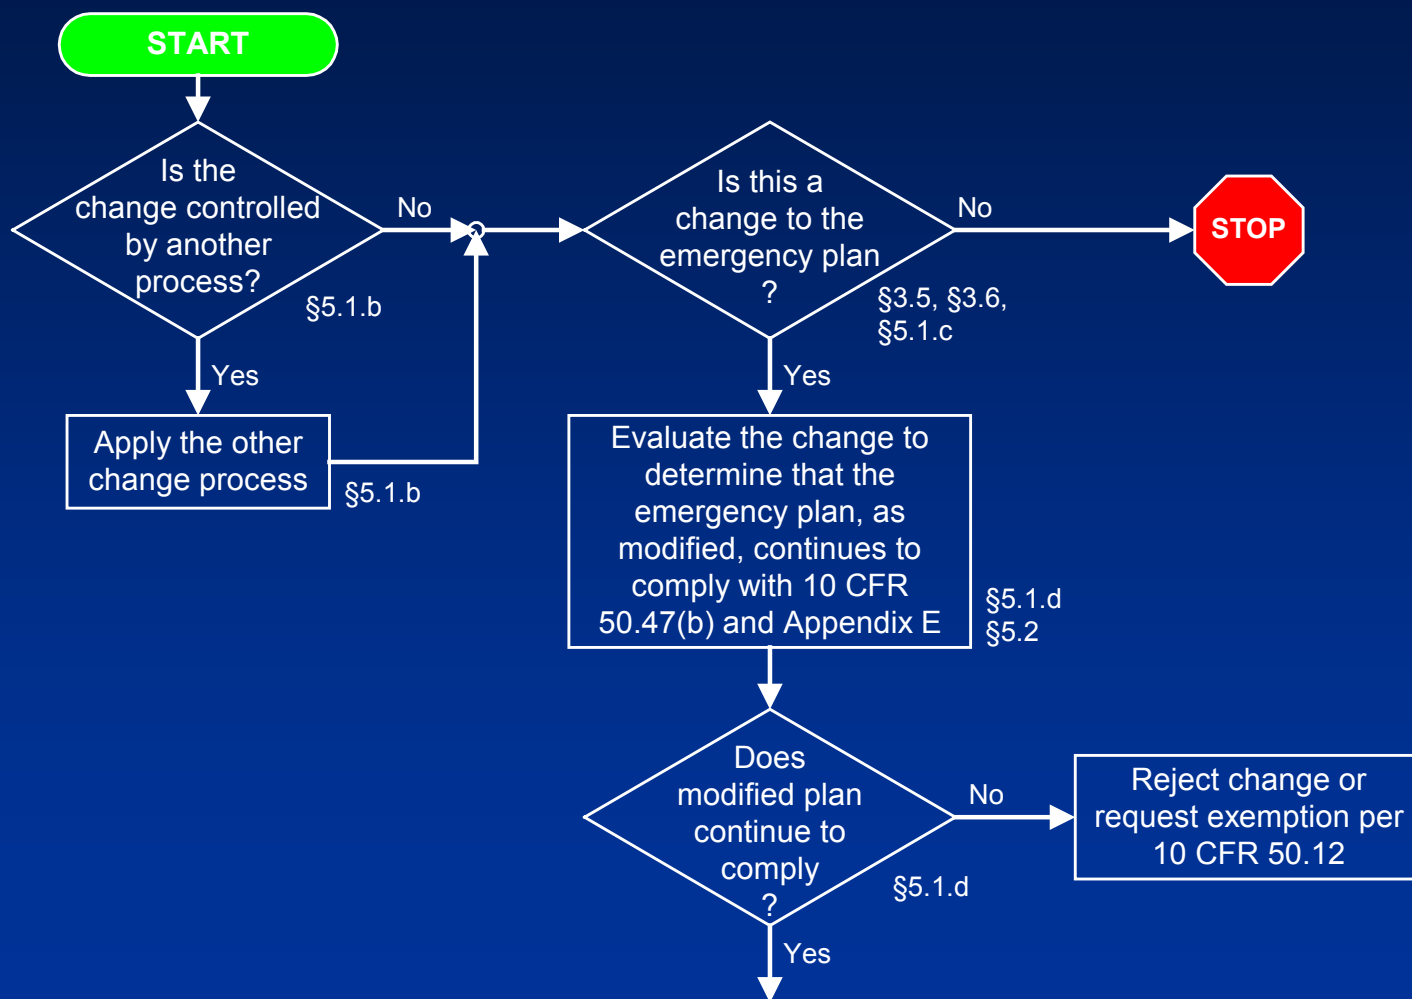 START
Is the
change controlled
by another
process?
No
§5.1.b
Yes
Apply the other
change process
§5.1.b
Is this a
change to the
emergency plan
?
No
STOP
§3.5, §3.6,
§5.1.c
Yes
Evaluate the change to
determine that the
emergency plan, as
modified, continues to
comply with 10 CFR
50.47(b) and Appendix E
§5.1.d
§5.2
Does
modified plan
continue to
comply
?
No
Reject change or
request exemption per
10 CFR 50.12
§5.1.d
Yes